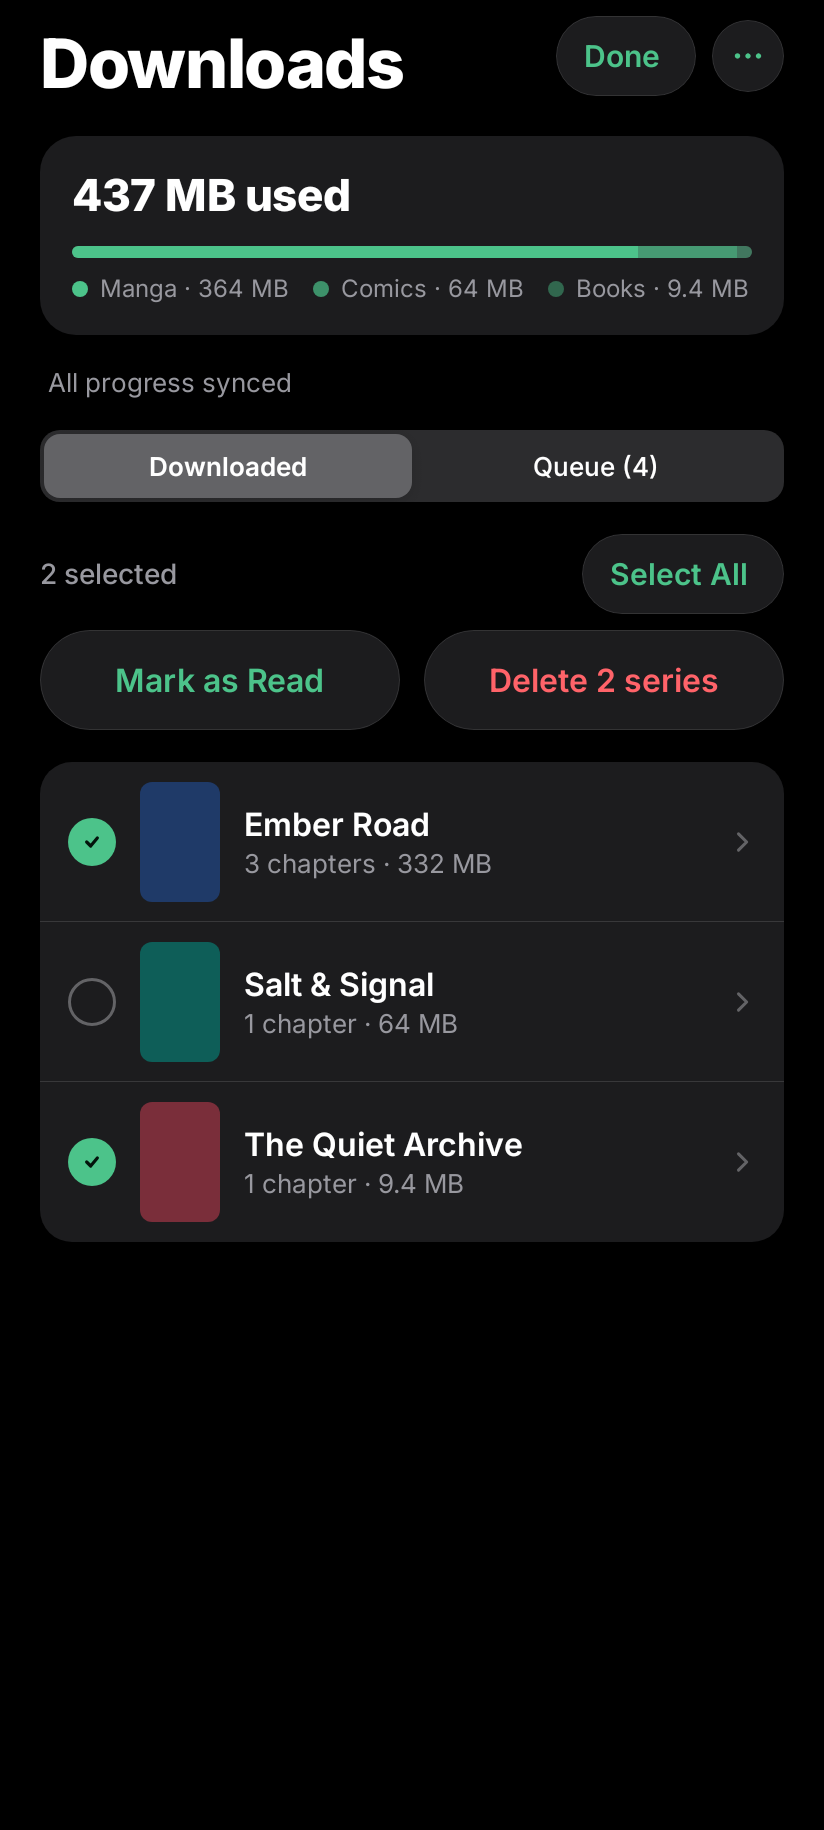 Downloads
Done
437 MB used
Manga · 364 MB Comics · 64 MB Books · 9.4 MB
All progress synced
Downloaded
Queue (4)
2 selected
Select All
Mark as Read
Delete 2 series
Ember Road
3 chapters · 332 MB
Salt & Signal
1 chapter · 64 MB
The Quiet Archive
1 chapter · 9.4 MB